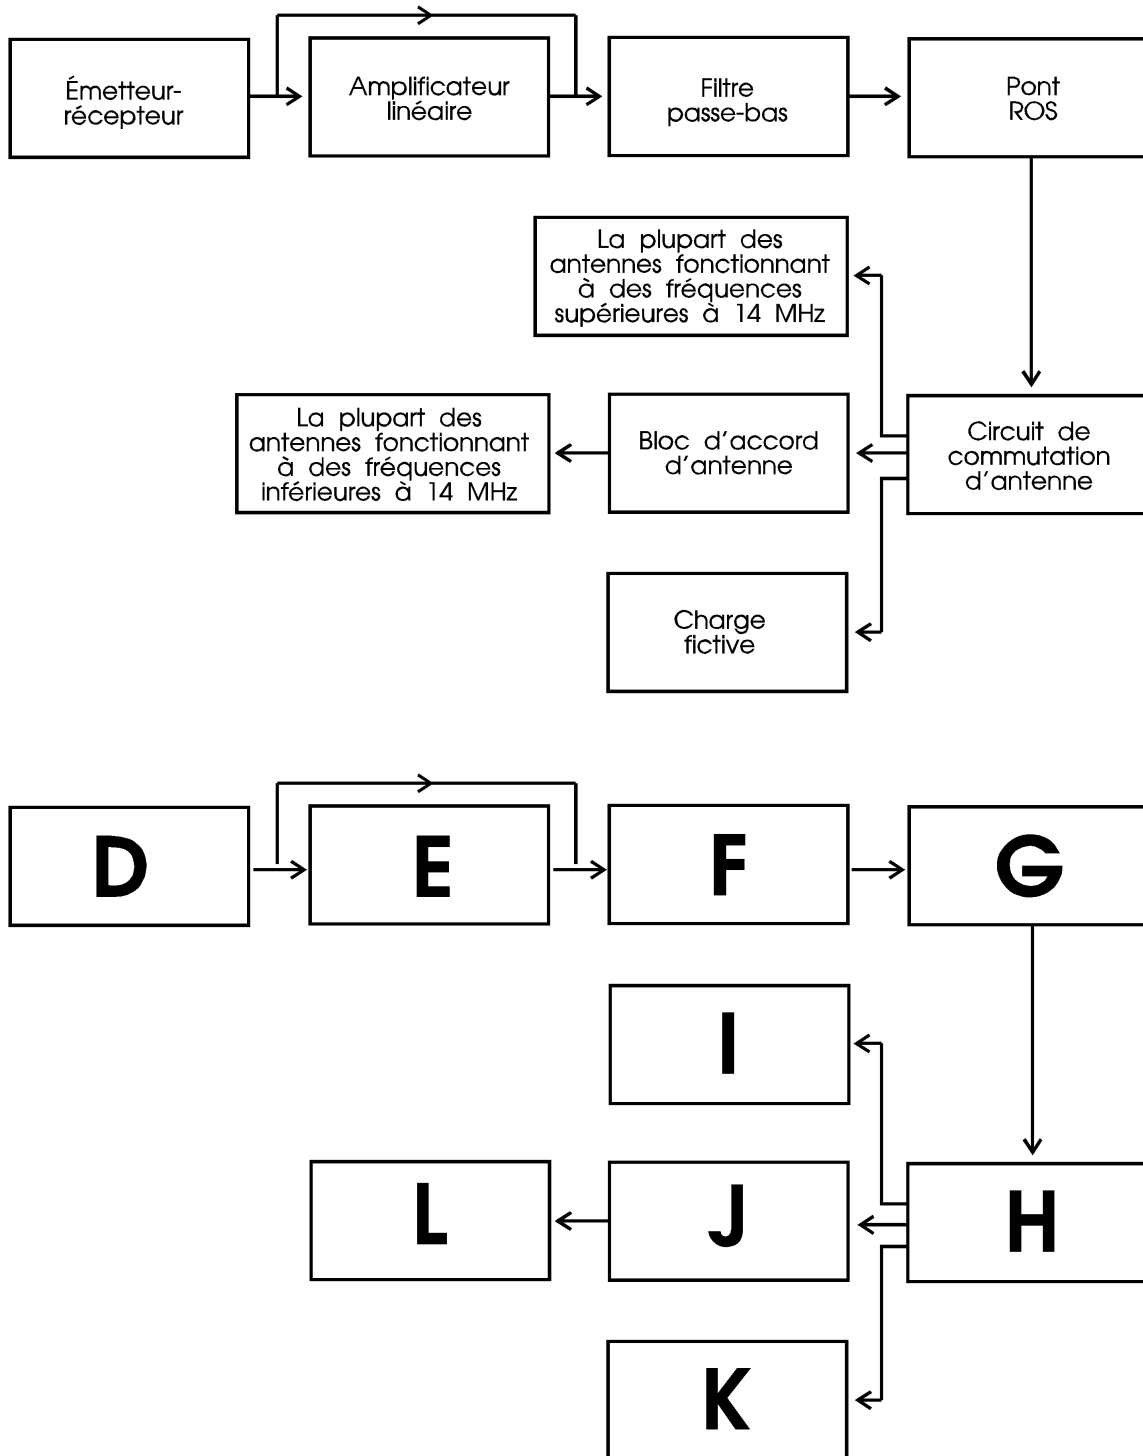 Émetteur-
récepteur
Amplificateur
linéaire
Filtre
passe-bas
Pont
ROS
La plupart des
antennes fonctionnant
à des fréquences
supérieures à 14 MHz
La plupart des
antennes fonctionnant
à des fréquences
inférieures à 14 MHz
Bloc d'accord
d'antenne
Circuit de
commutation
d'antenne
Charge
fictive
D
E
F
G
I
L
J
H
K